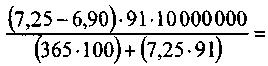 (7,25 − 6,90) · 91 · 10 000 000
(365 · 100) + (7,25 · 91) =